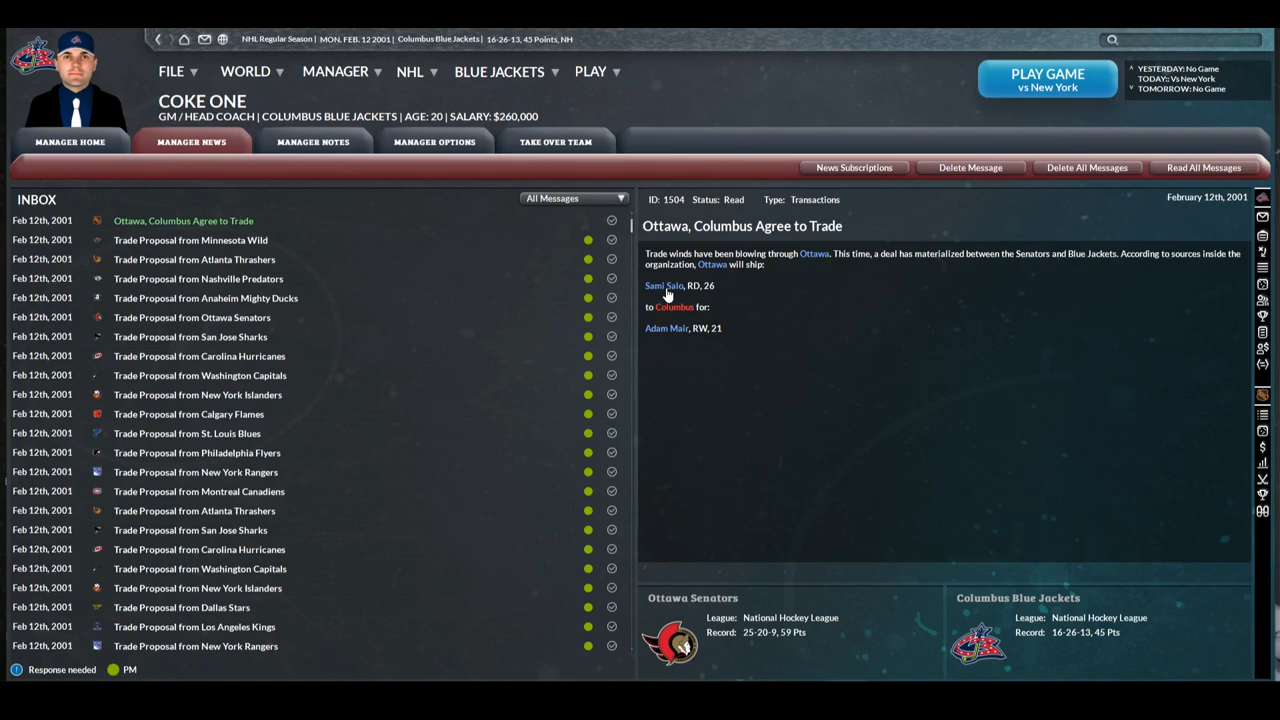 NHL Regular Season | MON. FEB. 12 2001 | Columbus Blue Jackets | 16-26-13, 45 Points, NH
FILE WORLD MANAGER NHL BLUE JACKETS PLAY
PLAY GAME
vs New York
YESTERDAY: No Game
TODAY:: Vs New York
TOMORROW: No Game
COKE ONE
GM / HEAD COACH | COLUMBUS BLUE JACKETS | AGE: 20 | SALARY: $260,000
MANAGER HOME MANAGER NEWS MANAGER NOTES MANAGER OPTIONS TAKE OVER TEAM
News Subscriptions Delete Message Delete All Messages Read All Messages
INBOX All Messages
Feb 12th, 2001 Ottawa, Columbus Agree to Trade
Feb 12th, 2001 Trade Proposal from Minnesota Wild
Feb 12th, 2001 Trade Proposal from Atlanta Thrashers
Feb 12th, 2001 Trade Proposal from Nashville Predators
Feb 12th, 2001 Trade Proposal from Anaheim Mighty Ducks
Feb 12th, 2001 Trade Proposal from Ottawa Senators
Feb 12th, 2001 Trade Proposal from San Jose Sharks
Feb 12th, 2001 Trade Proposal from Carolina Hurricanes
Feb 12th, 2001 Trade Proposal from Washington Capitals
Feb 12th, 2001 Trade Proposal from New York Islanders
Feb 12th, 2001 Trade Proposal from Calgary Flames
Feb 12th, 2001 Trade Proposal from St. Louis Blues
Feb 12th, 2001 Trade Proposal from Philadelphia Flyers
Feb 12th, 2001 Trade Proposal from New York Rangers
Feb 12th, 2001 Trade Proposal from Montreal Canadiens
Feb 12th, 2001 Trade Proposal from Atlanta Thrashers
Feb 12th, 2001 Trade Proposal from San Jose Sharks
Feb 12th, 2001 Trade Proposal from Carolina Hurricanes
Feb 12th, 2001 Trade Proposal from Washington Capitals
Feb 12th, 2001 Trade Proposal from New York Islanders
Feb 12th, 2001 Trade Proposal from Dallas Stars
Feb 12th, 2001 Trade Proposal from Los Angeles Kings
Feb 12th, 2001 Trade Proposal from New York Rangers
Response needed PM
ID: 1504 Status: Read Type: Transactions February 12th, 2001
Ottawa, Columbus Agree to Trade
Trade winds have been blowing through Ottawa. This time, a deal has materialized between the Senators and Blue Jackets. According to sources inside the
organization, Ottawa will ship:
Sami Salo, RD, 26
to Columbus for:
Adam Mair, RW, 21
Ottawa Senators
League: National Hockey League
Record: 25-20-9, 59 Pts
Columbus Blue Jackets
League: National Hockey League
Record: 16-26-13, 45 Pts